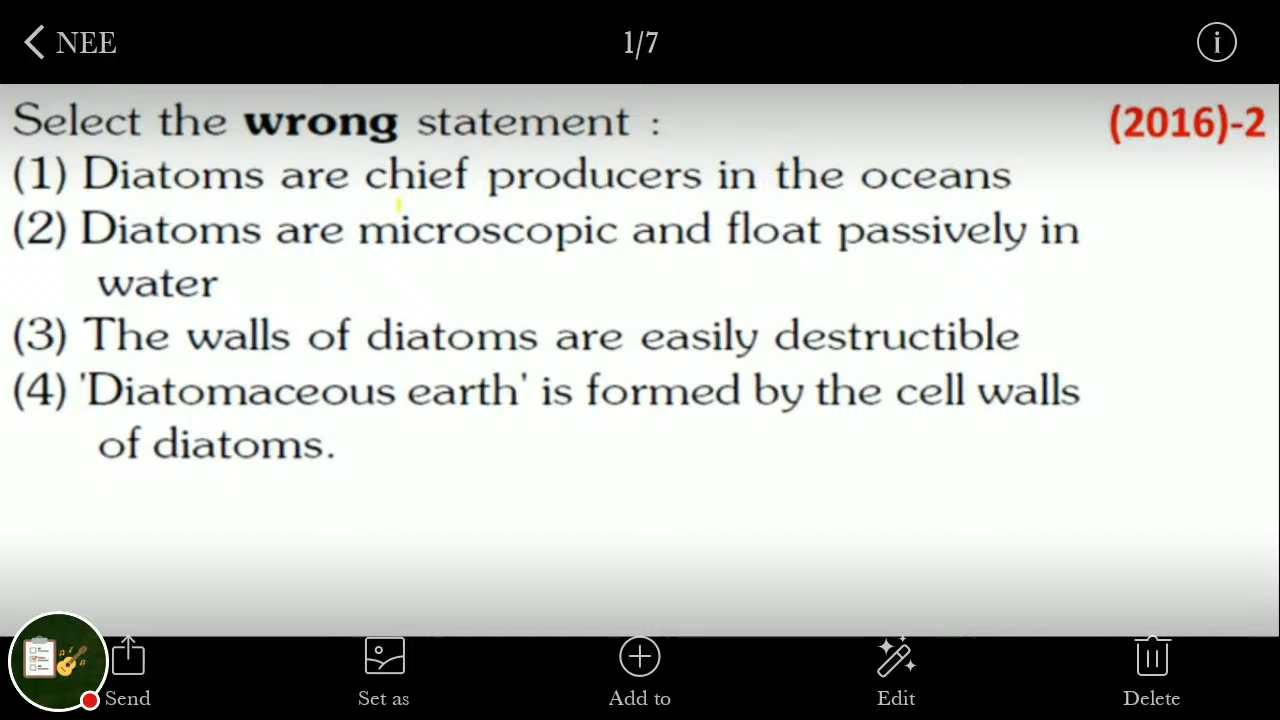 NEE
1/7
i
Select the wrong statement : (2016)-2
(1) Diatoms are chief producers in the oceans
(2) Diatoms are microscopic and float passively in
water
(3) The walls of diatoms are easily destructible
(4) 'Diatomaceous earth' is formed by the cell walls
of diatoms.
Send Set as Add to Edit Delete